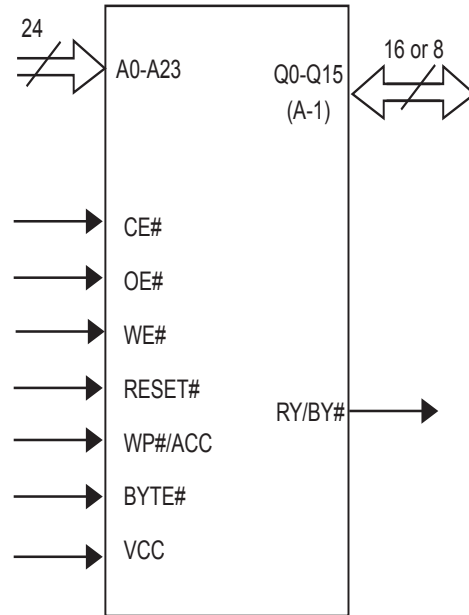 24
16 or 8
A0-A23
Q0-Q15
(A-1)
CE#
OE#
WE#
RESET#
RY/BY#
WP#/ACC
BYTE#
VCC